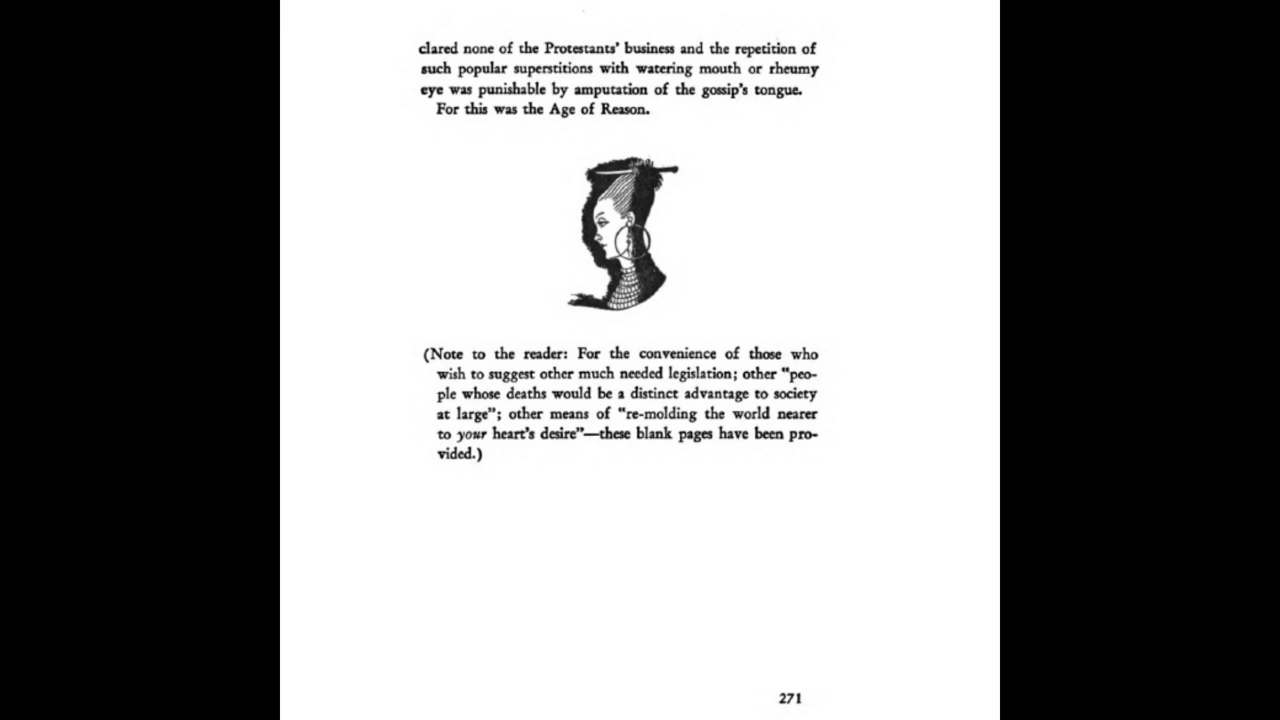 clared none of the Protestants' business and the repetition of
such popular superstitions with watering mouth or rheumy
eye was punishable by amputation of the gossip's tongue.
For this was the Age of Reason.
(Note to the reader: For the convenience of those who
wish to suggest other much needed legislation; other "peo-
ple whose deaths would be a distinct advantage to society
at large"; other means of "re-molding the world nearer
to your heart's desire"—these blank pages have been pro-
vided.)
271